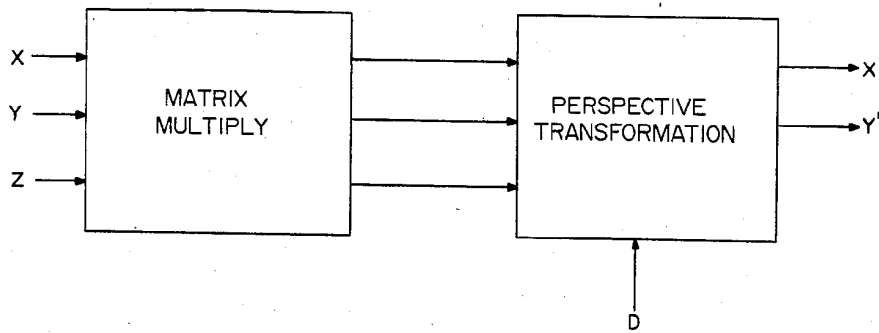 X
Y
Z
MATRIX
MULTIPLY
PERSPECTIVE
TRANSFORMATION
X
Y'
D